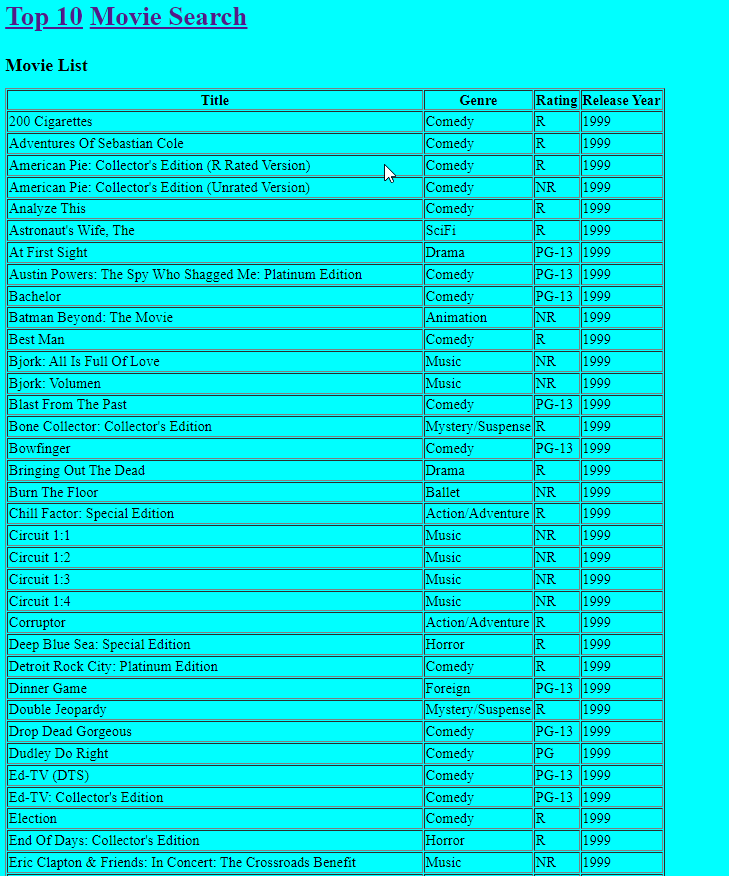 Top 10 Movie Search
Movie List
Title Genre Rating Release Year
200 Cigarettes Comedy R 1999
Adventures Of Sebastian Cole Comedy R 1999
American Pie: Collector's Edition (R Rated Version) Comedy R 1999
American Pie: Collector's Edition (Unrated Version) Comedy NR 1999
Analyze This Comedy R 1999
Astronaut's Wife, The SciFi R 1999
At First Sight Drama PG-13 1999
Austin Powers: The Spy Who Shagged Me: Platinum Edition Comedy PG-13 1999
Bachelor Comedy PG-13 1999
Batman Beyond: The Movie Animation NR 1999
Best Man Comedy R 1999
Bjork: All Is Full Of Love Music NR 1999
Bjork: Volumen Music NR 1999
Blast From The Past Comedy PG-13 1999
Bone Collector: Collector's Edition Mystery/Suspense R 1999
Bowfinger Comedy PG-13 1999
Bringing Out The Dead Drama R 1999
Burn The Floor Ballet NR 1999
Chill Factor: Special Edition Action/Adventure R 1999
Circuit 1:1 Music NR 1999
Circuit 1:2 Music NR 1999
Circuit 1:3 Music NR 1999
Circuit 1:4 Music NR 1999
Corruptor Action/Adventure R 1999
Deep Blue Sea: Special Edition Horror R 1999
Detroit Rock City: Platinum Edition Comedy R 1999
Dinner Game Foreign PG-13 1999
Double Jeopardy Mystery/Suspense R 1999
Drop Dead Gorgeous Comedy PG-13 1999
Dudley Do Right Comedy PG 1999
Ed-TV (DTS) Comedy PG-13 1999
Ed-TV: Collector's Edition Comedy PG-13 1999
Election Comedy R 1999
End Of Days: Collector's Edition Horror R 1999
Eric Clapton & Friends: In Concert: The Crossroads Benefit Music NR 1999